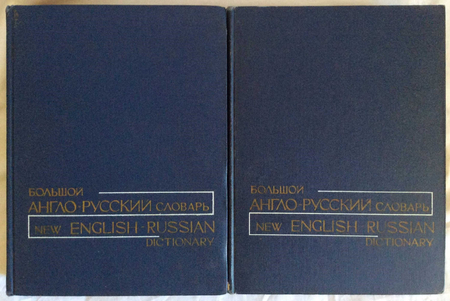 БОЛЬШОЙ
АНГЛО-РУССКИЙ СЛОВАРЬ
NEW ENGLISH-RUSSIAN
DICTIONARY
БОЛЬШОЙ
АНГЛО-РУССКИЙ СЛОВАРЬ
NEW ENGLISH RUSSIAN
DICTIONARY